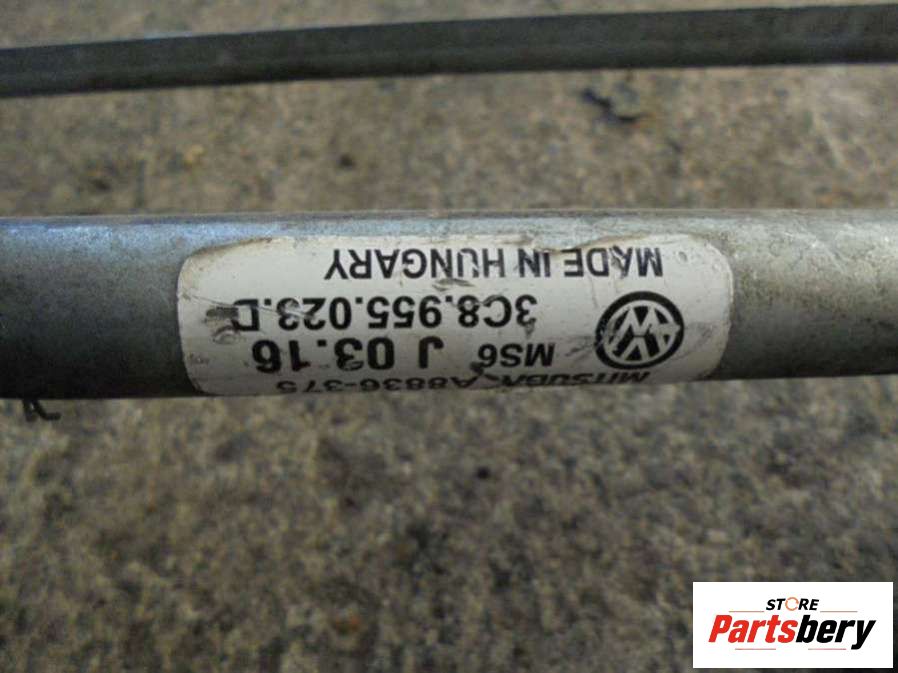 MITSUBA A8836-375
MS6 J 03.16
3C8.955.023.D
MADE IN HUNGARY
STORE
Partsbery